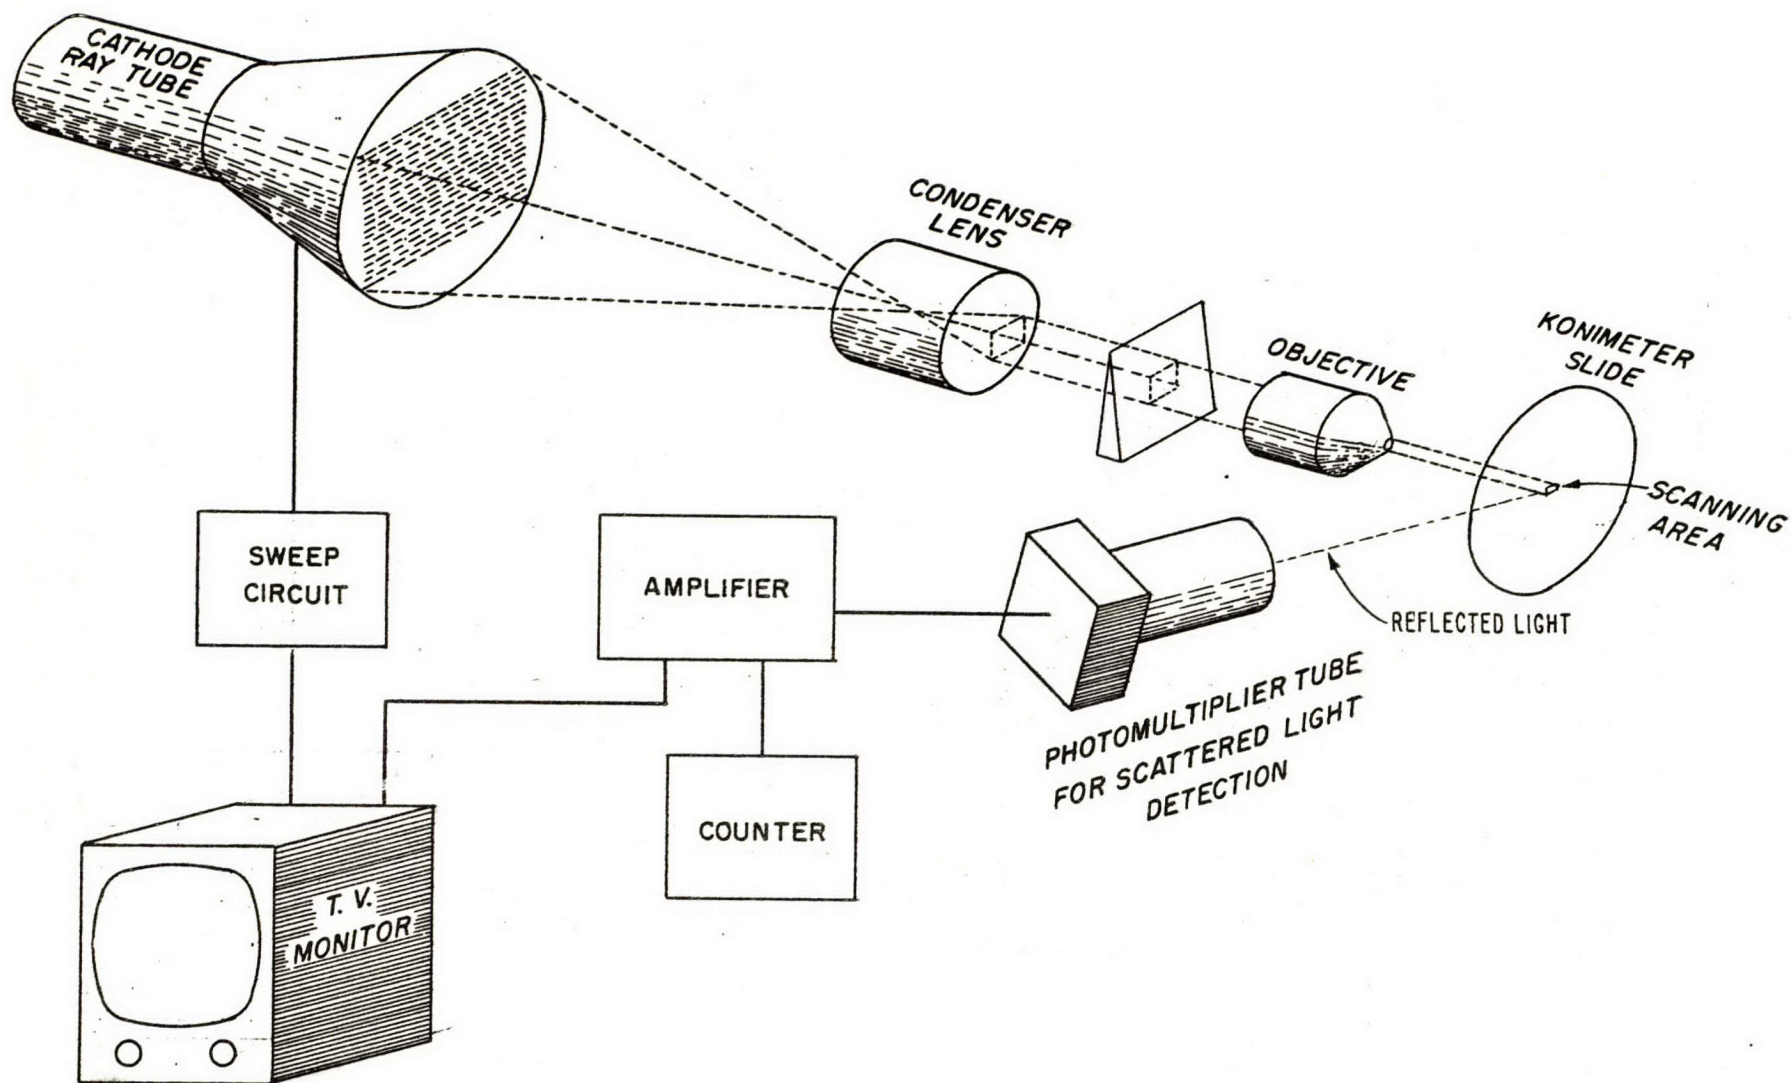 CATHODE
RAY TUBE
CONDENSER
LENS
OBJECTIVE
KONIMETER
SLIDE
SCANNING
AREA
REFLECTED LIGHT
SWEEP
CIRCUIT
AMPLIFIER
PHOTOMULTIPLIER TUBE
FOR SCATTERED LIGHT
DETECTION
COUNTER
T. V.
MONITOR